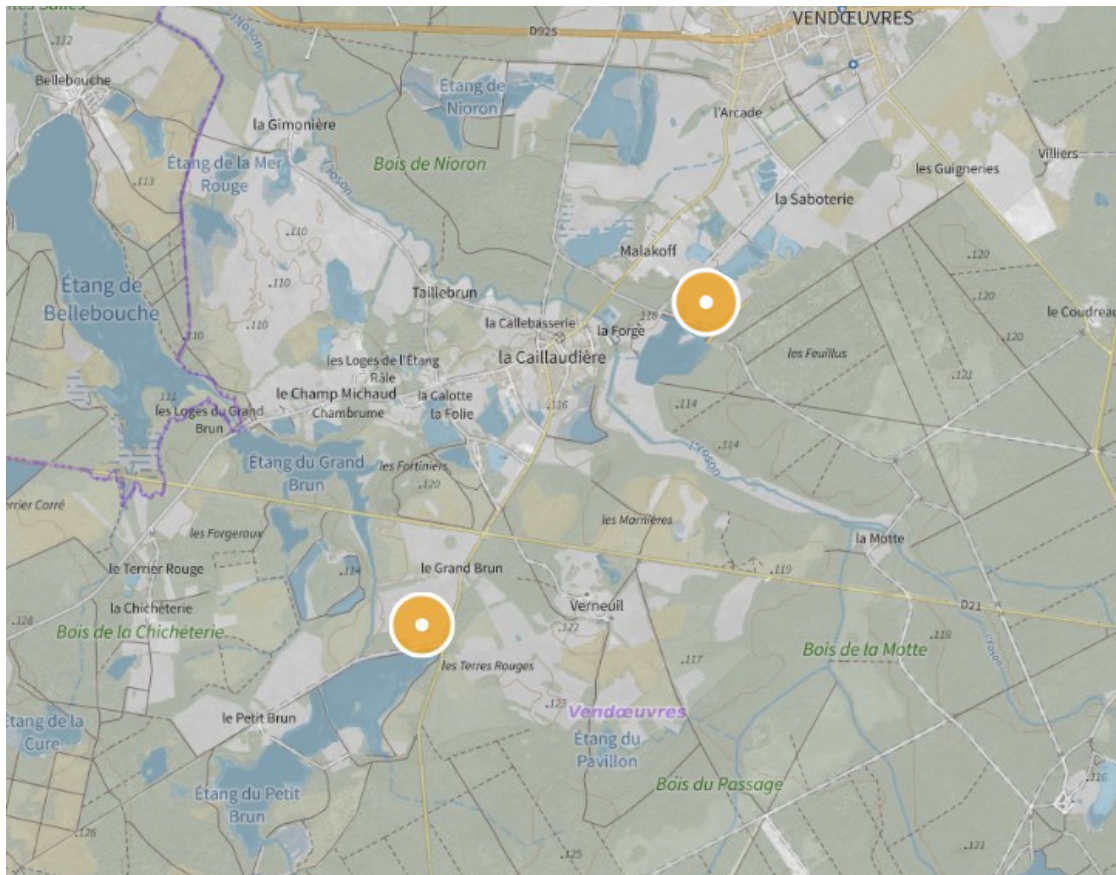 VENDŒUVRES
D925
l'Yoson
.112
Bellebouche
Étang de
Nioron
l'Arcade
la Gimonière
Villiers
Étang de la Mer
Rouge
Bois de Nioron
les Guigneries
.113
la Saboterie
.110
Malakoff
.120
Étang de
Bellebouche
.110
Taillebrun
.120
.110
118
le Coudreau
la Callebasserie
la Forge
.120
les Loges de l'Étang
Râle
la Caillaudière
les Feuillus
.121
le Champ Michaud
la Calotte
111
les Loges du Grand
Brun
Chambrume
la Folie
.116
.114
Étang du Grand
Brun
les Fortiniers
.120
.114
l'Yoson
les Forgeroux
les Marnières
la Motte
le Terrier Rouge
.114
le Grand Brun
.119
la Chichèterie
Verneuil
D21
Bois de la Chichèterie
.122
.118
l'Yoson
les Terres Rouges
.117
Bois de la Motte
Étang de la
Cure
le Petit Brun
.123
Vendœuvres
Étang du
Pavillon
Bois du Passage
Étang du Petit
Brun
.126
.125
.121